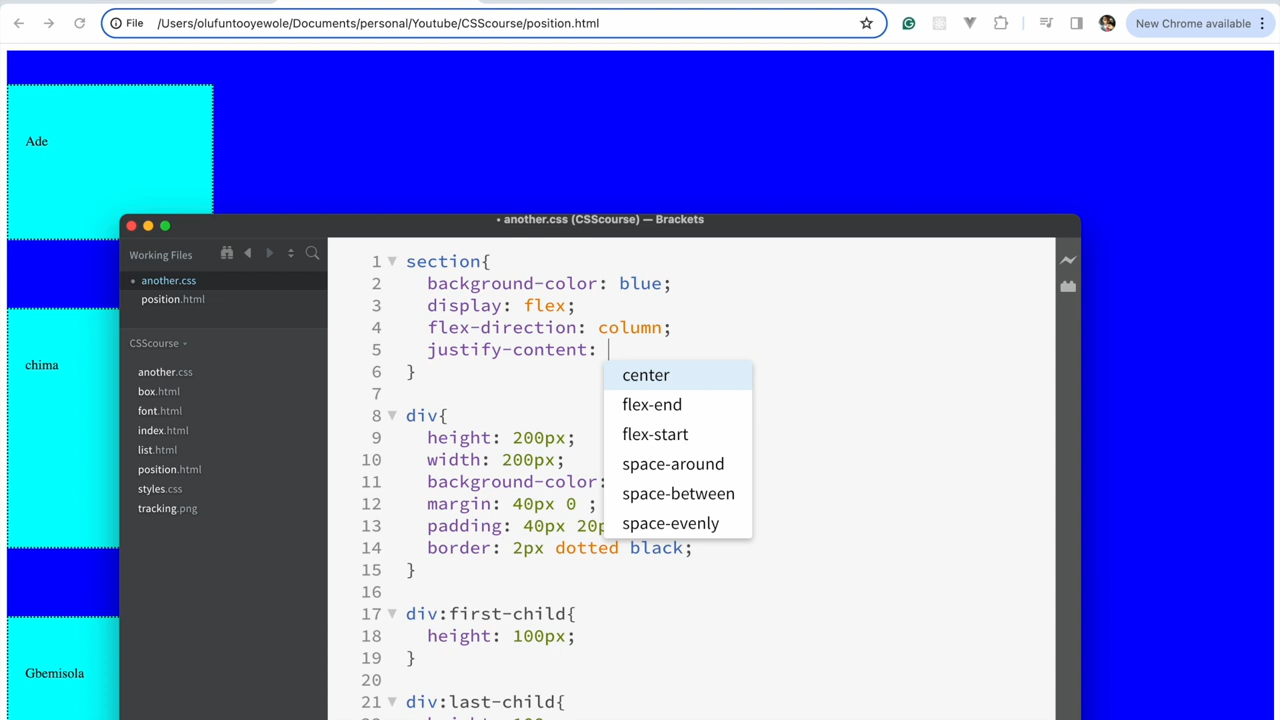 File
/Users/olufuntooyewole/Documents/personal/Youtube/CSScourse/position.html
New Chrome available
Ade
chima
Gbemisola
• another.css (CSScourse) — Brackets
Working Files
another.css
position.html
CSScourse
another.css
box.html
font.html
index.html
list.html
position.html
styles.css
tracking.png
1 section{
2 background-color: blue;
3 display: flex;
4 flex-direction: column;
5 justify-content:
6 }
7
8 div{
9 height: 200px;
10 width: 200px;
11 background-color:
12 margin: 40px 0 ;
13 padding: 40px 20p
14 border: 2px dotted black;
15 }
16
17 div:first-child{
18 height: 100px;
19 }
20
21 div:last-child{
center
flex-end
flex-start
space-around
space-between
space-evenly